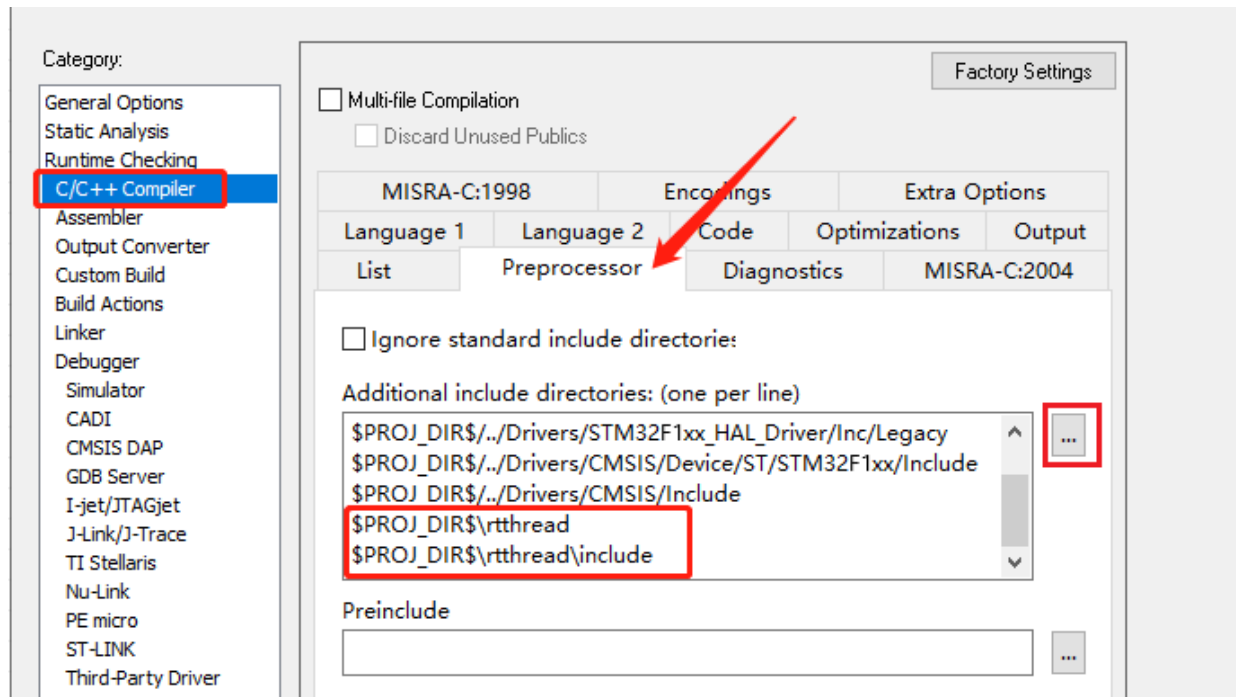 Category:
General Options
Static Analysis
Runtime Checking
C/C++ Compiler
Assembler
Output Converter
Custom Build
Build Actions
Linker
Debugger
Simulator
CADI
CMSIS DAP
GDB Server
I-jet/JTAGjet
J-Link/J-Trace
TI Stellaris
Nu-Link
PE micro
ST-LINK
Third-Party Driver
Factory Settings
Multi-file Compilation
Discard Unused Publics
MISRA-C:1998 Encodings Extra Options
Language 1 Language 2 Code Optimizations Output
List Preprocessor Diagnostics MISRA-C:2004
Ignore standard include directories
Additional include directories: (one per line)
$PROJ_DIR$/../Drivers/STM32F1xx_HAL_Driver/Inc/Legacy
$PROJ_DIR$/../Drivers/CMSIS/Device/ST/STM32F1xx/Include
$PROJ_DIR$/../Drivers/CMSIS/Include
$PROJ_DIR$\rtthread
$PROJ_DIR$\rtthread\include
...
Preinclude
...